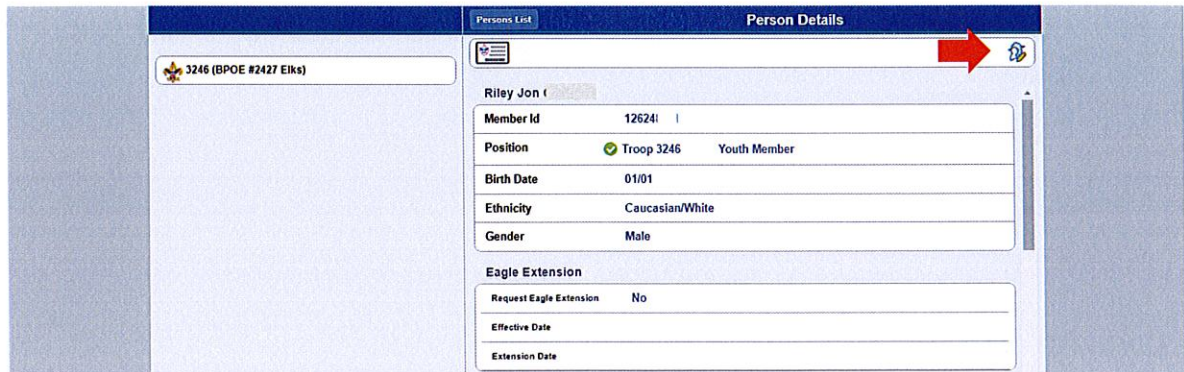 Persons List
Person Details
3246 (BPOE #2427 Elks)
Riley Jon
Member Id 12624
Position Troop 3246 Youth Member
Birth Date 01/01
Ethnicity Caucasian/White
Gender Male
Eagle Extension
Request Eagle Extension No
Effective Date
Extension Date